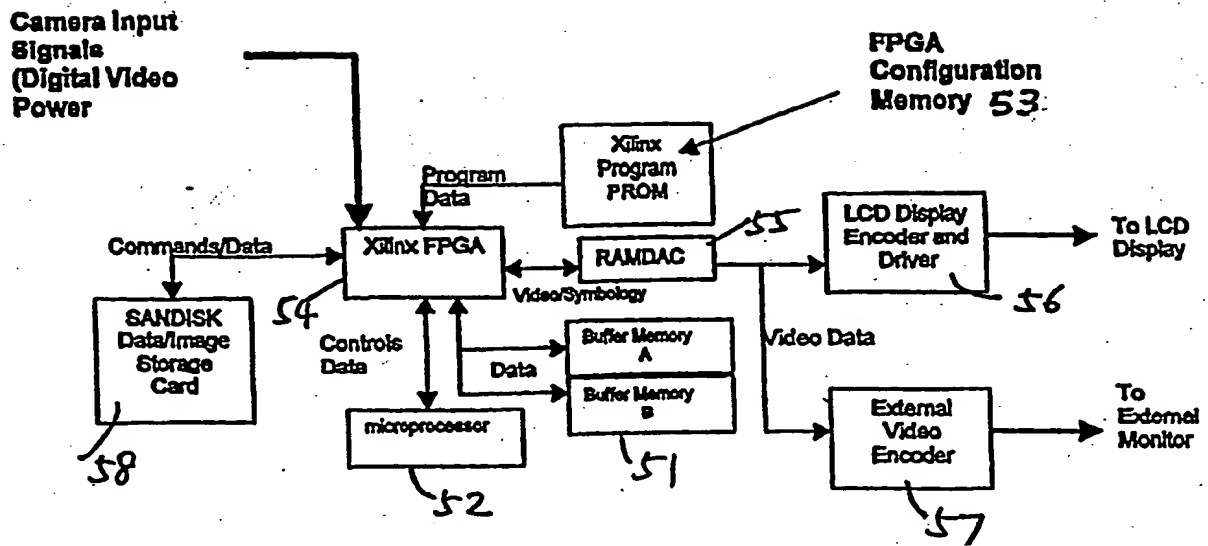 Camera Input
Signals
(Digital Video
Power
FPGA
Configuration
Memory 53
Xilinx
Program
PROM
Program
Data
55
LCD Display
Encoder and
Driver
To LCD
Display
Commands/Data
Xilinx FPGA
RAMDAC
56
54
Video/Symbology
SANDISK
Data/Image
Storage
Card
Controls
Data
Data
Buffer Memory
A
Buffer Memory
B
Video Data
microprocessor
External
Video
Encoder
To
External
Monitor
58
52
51
57